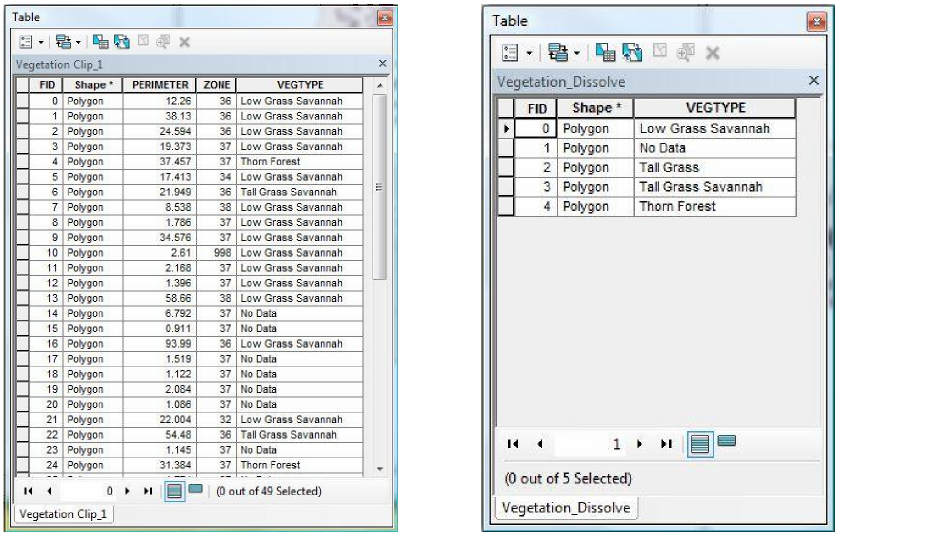 Table
Vegetation Clip_1
FID Shape * PERIMETER ZONE VEGTYPE
0 Polygon 12.26 36 Low Grass Savannah
1 Polygon 38.13 36 Low Grass Savannah
2 Polygon 24.594 36 Low Grass Savannah
3 Polygon 19.373 37 Low Grass Savannah
4 Polygon 37.457 37 Thorn Forest
5 Polygon 17.413 34 Low Grass Savannah
6 Polygon 21.949 36 Tall Grass Savannah
7 Polygon 8.538 38 Low Grass Savannah
8 Polygon 1.786 37 Low Grass Savannah
9 Polygon 34.576 37 Low Grass Savannah
10 Polygon 2.61 998 Low Grass Savannah
11 Polygon 2.168 37 Low Grass Savannah
12 Polygon 1.396 37 Low Grass Savannah
13 Polygon 58.66 38 Low Grass Savannah
14 Polygon 6.792 37 No Data
15 Polygon 0.911 37 No Data
16 Polygon 93.99 36 Low Grass Savannah
17 Polygon 1.519 37 No Data
18 Polygon 1.122 37 No Data
19 Polygon 2.084 37 No Data
20 Polygon 1.086 37 No Data
21 Polygon 22.004 32 Low Grass Savannah
22 Polygon 54.48 36 Tall Grass Savannah
23 Polygon 1.145 37 No Data
24 Polygon 31.384 37 Thorn Forest
0 (0 out of 49 Selected)
Vegetation Clip_1
Table
Vegetation_Dissolve
FID Shape * VEGTYPE
0 Polygon Low Grass Savannah
1 Polygon No Data
2 Polygon Tall Grass
3 Polygon Tall Grass Savannah
4 Polygon Thorn Forest
1
(0 out of 5 Selected)
Vegetation_Dissolve